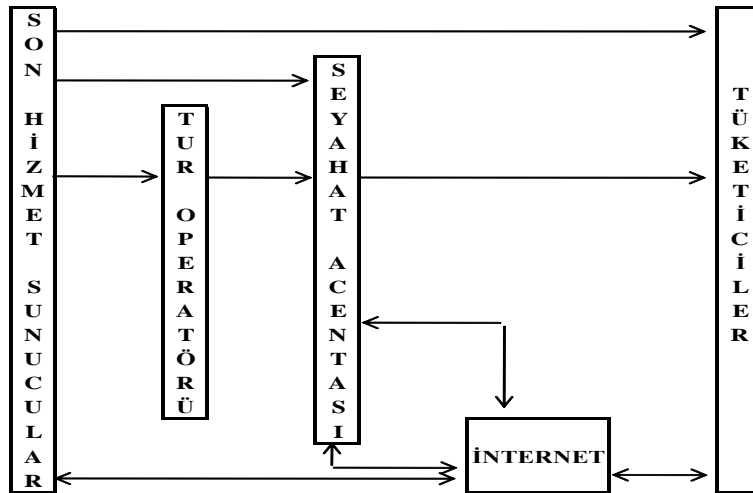 SON HİZMET SUNUCULAR
TUR OPERATÖRÜ
SEYAHAT ACENTASI
TÜKETİCİLER
İNTERNET